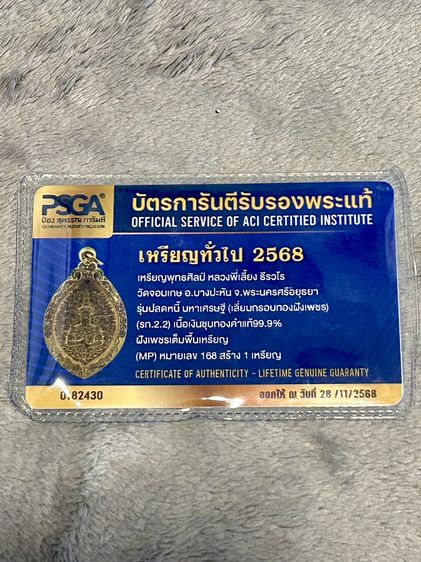 PSGA®
ป๋อง สุพรรณ การันตี
GUARANTY AUTHENTICATION
บัตรการันตีรับรองพระแท้
OFFICIAL SERVICE OF ACI CERTITIED INSTITUTE
เหรียญทั่วไป 2568
เหรียญพุทธศิลป์ หลวงพี่เลี้ยง ธีรวโร
วัดจอมเกษ อ.บางปะหัน จ.พระนครศรีอยุธยา
รุ่นปลดหนี้ มหาเศรษฐี (เลี่ยมกรอบทองฝังเพชร)
(รก.2.2) เนื้อเงินชุบทองคำแท้99.9%
ฝังเพชรเต็มพื้นเหรียญ
(MP) หมายเลข 168 สร้าง 1 เหรียญ
CERTIFICATE OF AUTHENTICITY - LIFETIME GENUINE GUARANTY
0182430
ออกให้ ณ วันที่ 28 /11/2568